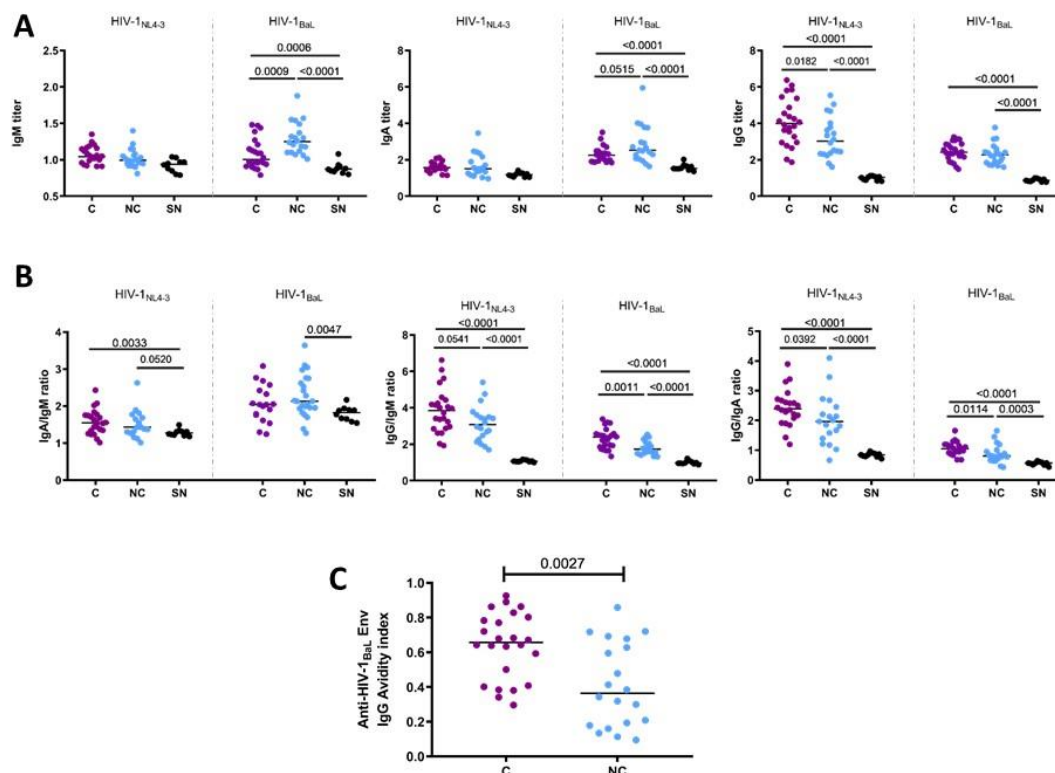 A
HIV-1NL4-3
HIV-1BaL
HIV-1NL4-3
HIV-1BaL
HIV-1NL4-3
HIV-1BaL
IgM titer
2.5
2.0
1.5
1.0
0.5
0.0006
0.0009
<0.0001
C
NC
SN
C
NC
SN
IgA titer
8
6
4
2
0
<0.0001
0.0515
<0.0001
C
NC
SN
C
NC
SN
IgG titer
8
6
4
2
0
<0.0001
0.0182
<0.0001
<0.0001
<0.0001
C
NC
SN
C
NC
SN
B
HIV-1NL4-3
HIV-1BaL
HIV-1NL4-3
HIV-1BaL
HIV-1NL4-3
HIV-1BaL
IgA/IgM ratio
4
3
2
1
0
0.0033
0.0520
0.0047
C
NC
SN
C
NC
SN
IgG/IgM ratio
8
6
4
2
0
<0.0001
0.0541
<0.0001
<0.0001
0.0011
<0.0001
C
NC
SN
C
NC
SN
IgG/IgA ratio
5
4
3
2
1
0
<0.0001
0.0392
<0.0001
<0.0001
0.0114
0.0003
C
NC
SN
C
NC
SN
C
0.0027
Anti-HIV-1BaL Env
IgG Avidity index
1.0
0.8
0.6
0.4
0.2
0.0
C
NC